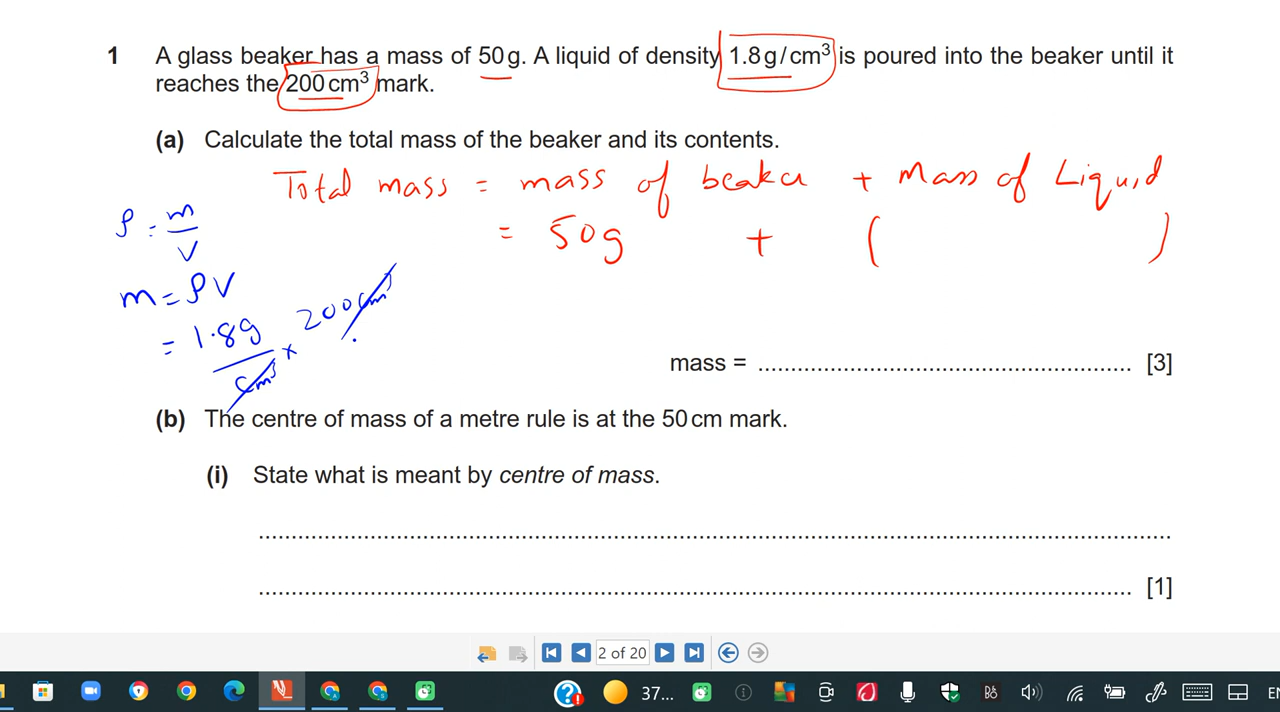 1 A glass beaker has a mass of 50 g. A liquid of density 1.8 g / cm³ is poured into the beaker until it
reaches the 200 cm³ mark.
(a) Calculate the total mass of the beaker and its contents.
Total mass = mass of beaker + Mass of Liquid
= 50g + ( )
ρ = m/V
m = ρV
= 1.8g/cm³ × 200cm³
mass = .......................................................... [3]
(b) The centre of mass of a metre rule is at the 50 cm mark.
(i) State what is meant by centre of mass.
..........................................................................................
.......................................................................................... [1]
2 of 20
37...
EN